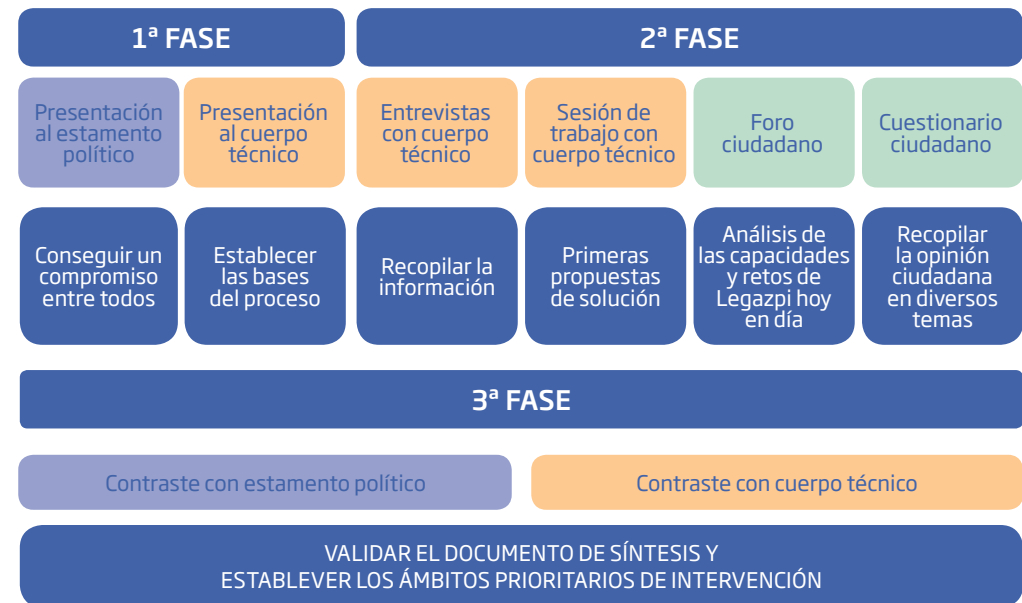 1ª FASE
2ª FASE
Presentación
al estamento
político
Presentación
al cuerpo
técnico
Entrevistas
con cuerpo
técnico
Sesión de
trabajo con
cuerpo técnico
Foro
ciudadano
Cuestionario
ciudadano
Conseguir un
compromiso
entre todos
Establecer
las bases
del proceso
Recopilar la
información
Primeras
propuestas
de solución
Análisis de
las capacidades
y retos de
Legazpi hoy
en día
Recopilar
la opinión
ciudadana
en diversos
temas
3ª FASE
Contraste con estamento político
Contraste con cuerpo técnico
VALIDAR EL DOCUMENTO DE SÍNTESIS Y
ESTABLEVER LOS ÁMBITOS PRIORITARIOS DE INTERVENCIÓN